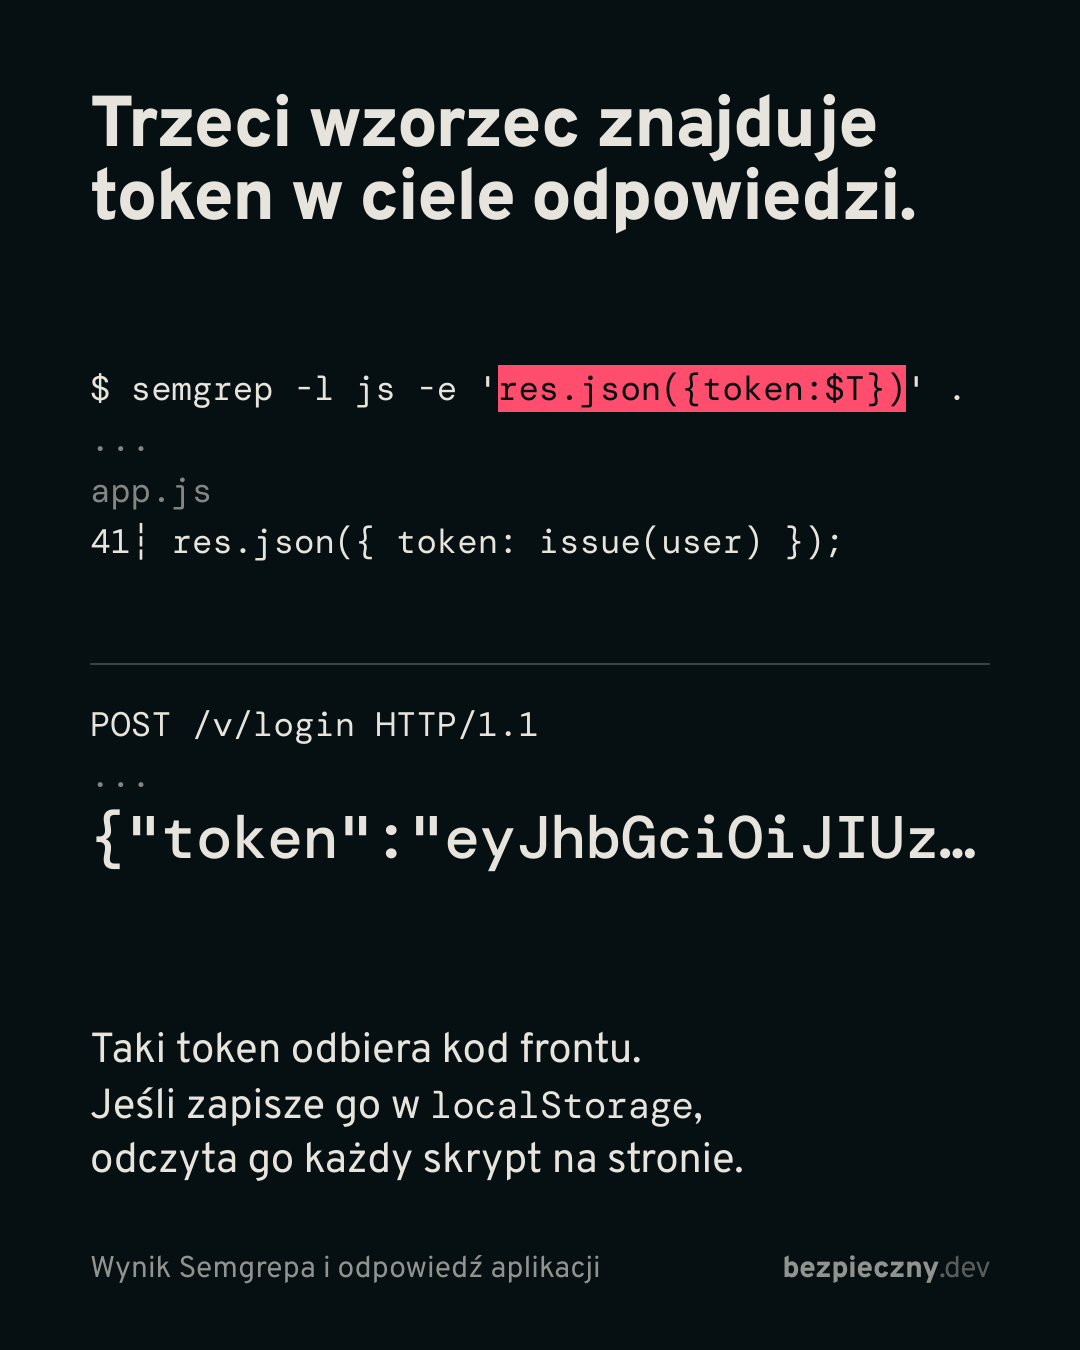 Trzeci wzorzec znajduje
token w ciele odpowiedzi.
$ semgrep -l js -e 'res.json({token:$T})' .
...
app.js
41┆ res.json({ token: issue(user) });
POST /v/login HTTP/1.1
...
{"token":"eyJhbGciOiJIUz…
Taki token odbiera kod frontu.
Jeśli zapisze go w localStorage,
odczyta go każdy skrypt na stronie.
Wynik Semgrepa i odpowiedź aplikacji
bezpieczny.dev